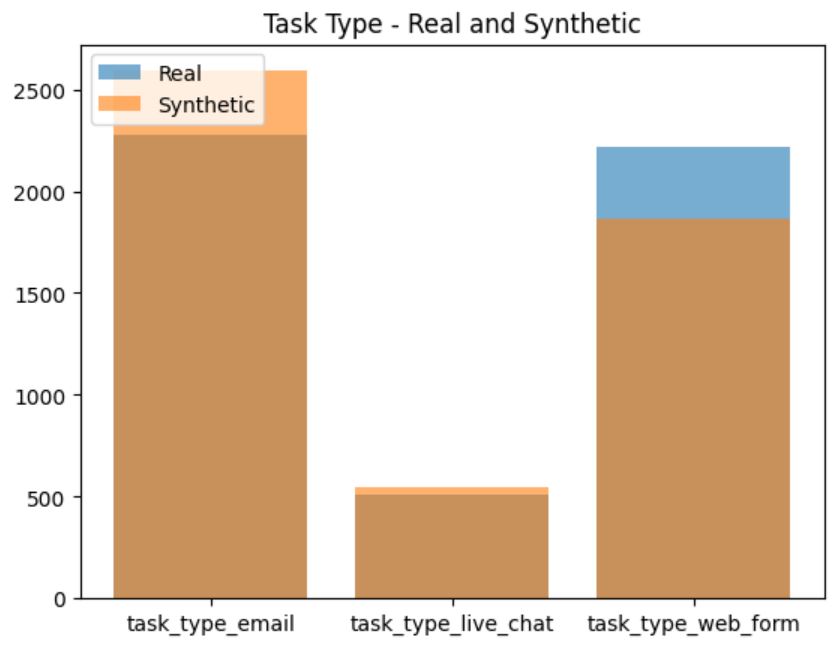 Task Type - Real and Synthetic
Real
Synthetic
2500
2000
1500
1000
500
0
task_type_email
task_type_live_chat
task_type_web_form